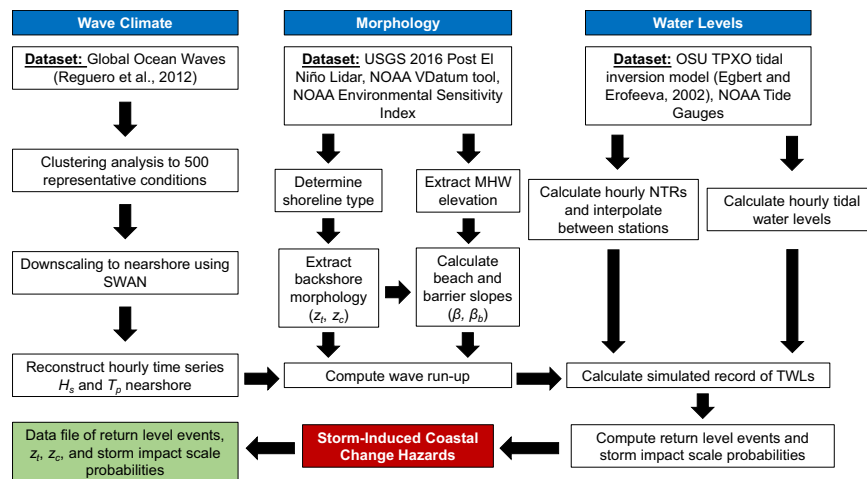 Wave Climate
Dataset: Global Ocean Waves
(Reguero et al., 2012)
Clustering analysis to 500
representative conditions
Downscaling to nearshore using
SWAN
Reconstruct hourly time series
Hs and Tp nearshore
Morphology
Dataset: USGS 2016 Post El
Niño Lidar, NOAA VDatum tool,
NOAA Environmental Sensitivity
Index
Determine
shoreline type
Extract MHW
elevation
Extract
backshore
morphology
(zt, zc)
Calculate
beach and
barrier slopes
(β, βb)
Compute wave run-up
Water Levels
Dataset: OSU TPXO tidal
inversion model (Egbert and
Erofeeva, 2002), NOAA Tide
Gauges
Calculate hourly NTRs
and interpolate
between stations
Calculate hourly tidal
water levels
Calculate simulated record of TWLs
Compute return level events and
storm impact scale probabilities
Storm-Induced Coastal
Change Hazards
Data file of return level events,
zt, zc, and storm impact scale
probabilities